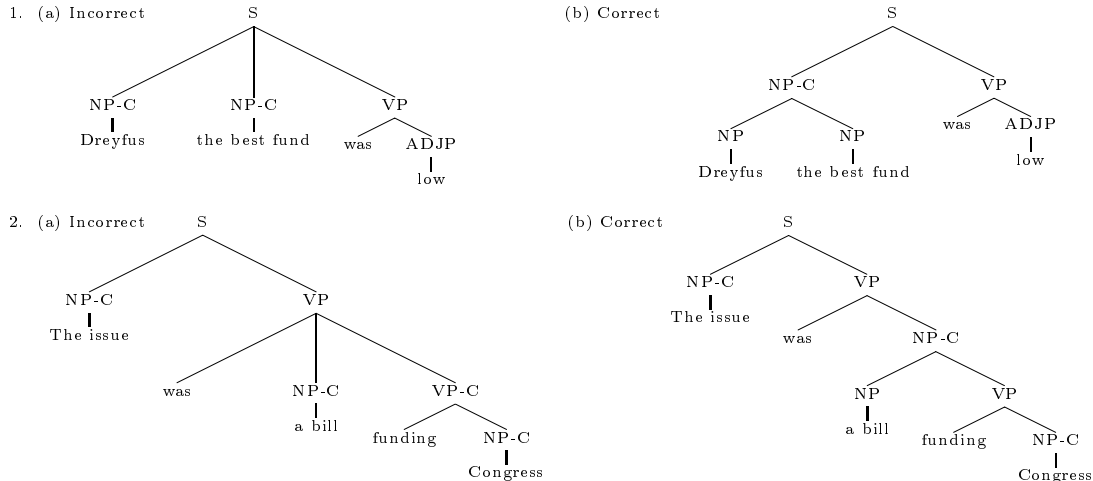 1. (a) Incorrect S
NP-C NP-C VP
Dreyfus the best fund was ADJP
low
(b) Correct S
NP-C VP
NP NP was ADJP
Dreyfus the best fund low
2. (a) Incorrect S
NP-C VP
The issue
was NP-C VP-C
a bill funding NP-C
Congress
(b) Correct S
NP-C VP
The issue was NP-C
NP VP
a bill funding NP-C
Congress